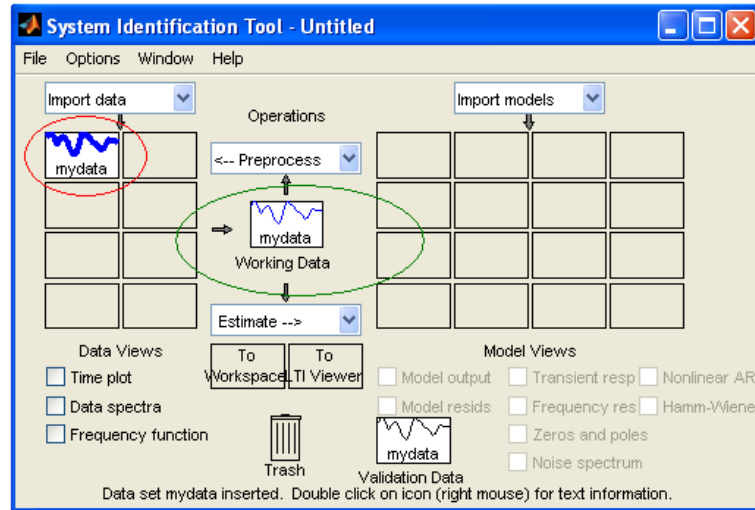 System Identification Tool - Untitled
File Options Window Help
Import data
Import models
Operations
mydata
<-- Preprocess
mydata
Working Data
Estimate -->
Data Views
To Workspace
To LTI Viewer
Time plot
Data spectra
Frequency function
Trash
Model Views
Model output
Transient resp
Nonlinear AR
Model resids
Frequency res
Hamm-Wiene
Zeros and poles
Noise spectrum
mydata
Validation Data
Data set mydata inserted. Double click on icon (right mouse) for text information.